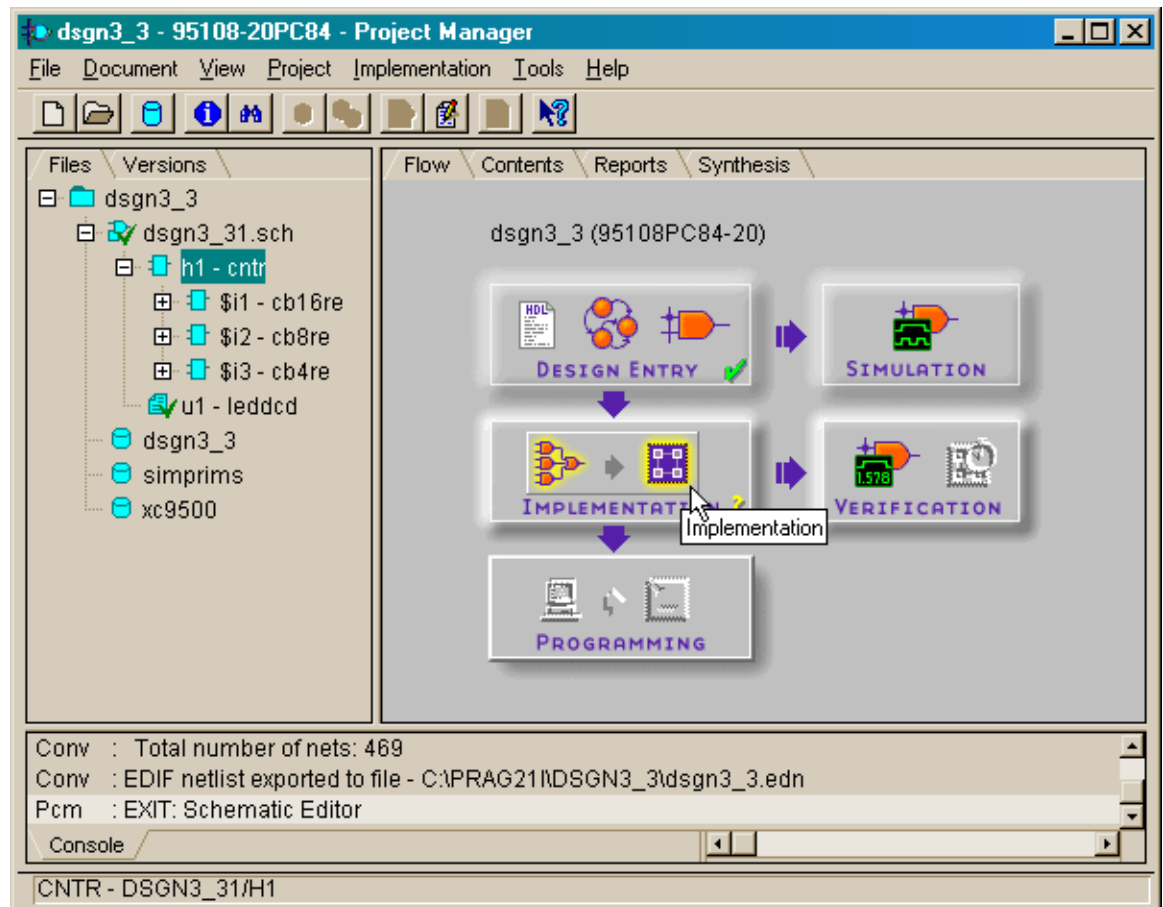 dsgn3_3 - 95108-20PC84 - Project Manager
File Document View Project Implementation Tools Help
Files Versions
Flow Contents Reports Synthesis
dsgn3_3
dsgn3_31.sch
h1 - cntr
$i1 - cb16re
$i2 - cb8re
$i3 - cb4re
u1 - leddcd
dsgn3_3
simprims
xc9500
dsgn3_3 (95108PC84-20)
HDL
DESIGN ENTRY
SIMULATION
1.578
IMPLEMENTATION ?
VERIFICATION
Implementation
PROGRAMMING
Conv : Total number of nets: 469
Conv : EDIF netlist exported to file - C:\PRAG21I\DSGN3_3\dsgn3_3.edn
Pcm : EXIT: Schematic Editor
Console
CNTR - DSGN3_31/H1